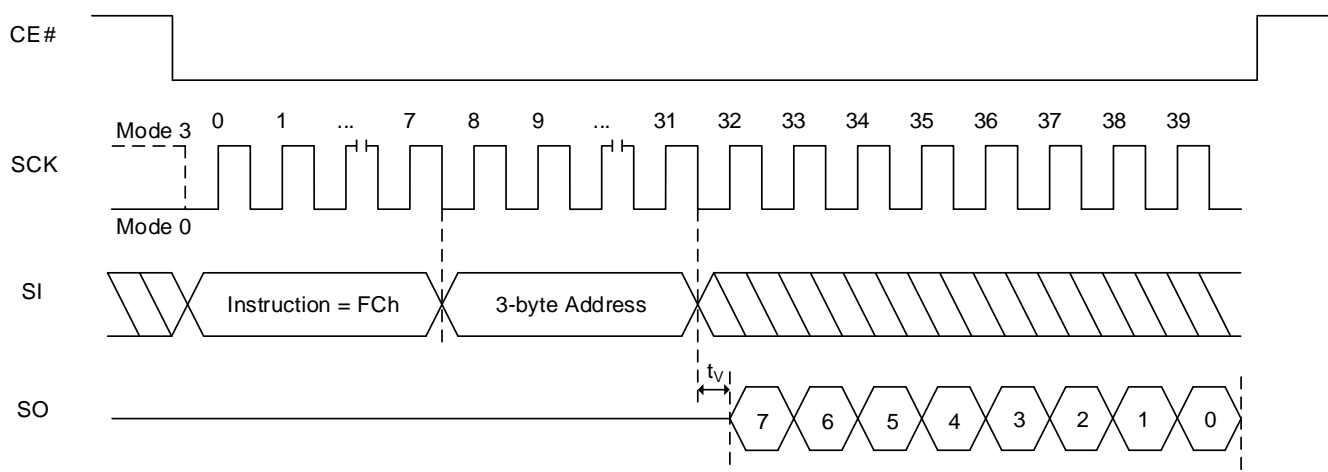 CE#
Mode 3
0 1 ... 7 8 9 ... 31 32 33 34 35 36 37 38 39
SCK
Mode 0
SI
Instruction = FCh
3-byte Address
tV
SO
7 6 5 4 3 2 1 0